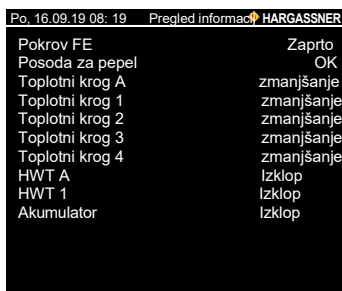 Po, 16.09.19 08: 19 Pregled informacij HARGASSNER
Pokrov FE Zaprto
Posoda za pepel OK
Toplotni krog A zmanjšanje
Toplotni krog 1 zmanjšanje
Toplotni krog 2 zmanjšanje
Toplotni krog 3 zmanjšanje
Toplotni krog 4 zmanjšanje
HWT A Izklop
HWT 1 Izklop
Akumulator Izklop